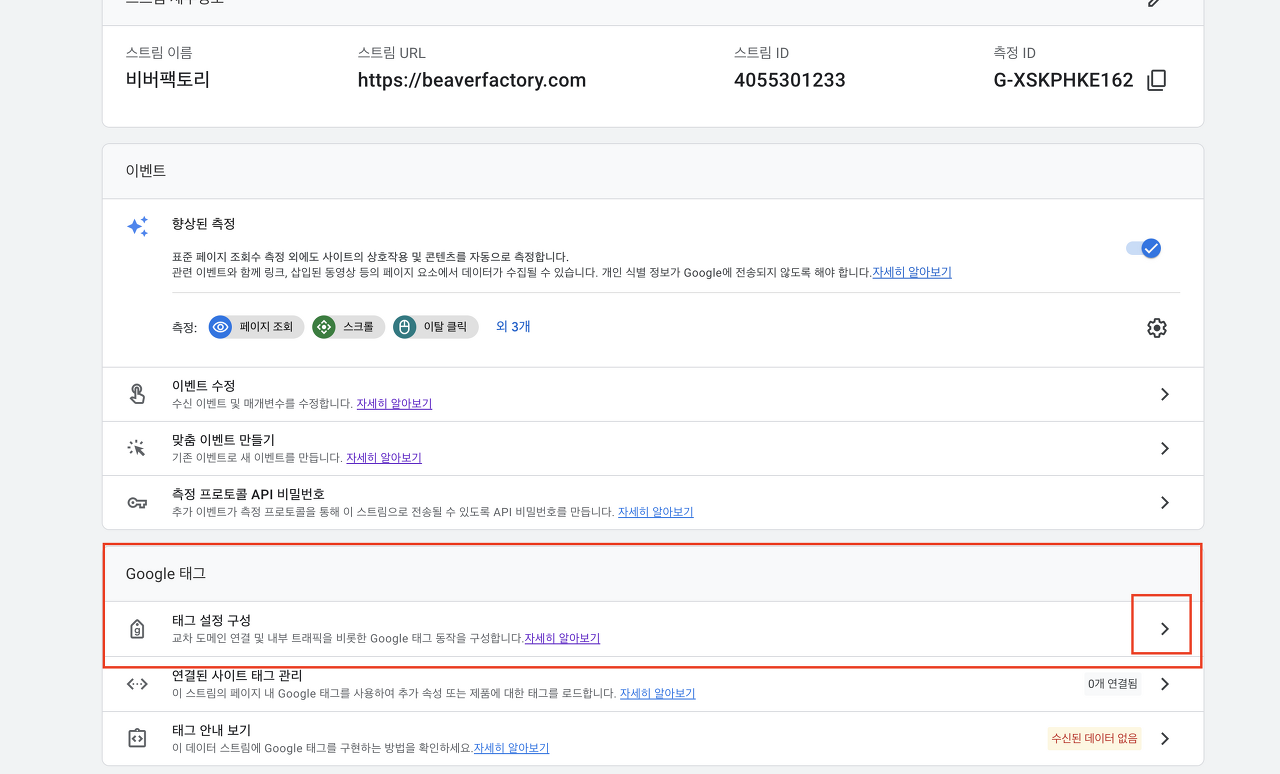 스트림 세부정보
스트림 이름
비버팩토리
스트림 URL
https://beaverfactory.com
스트림 ID
4055301233
측정 ID
G-XSKPHKE162
이벤트
향상된 측정
표준 페이지 조회수 측정 외에도 사이트의 상호작용 및 콘텐츠를 자동으로 측정합니다.
관련 이벤트와 함께 링크, 삽입된 동영상 등의 페이지 요소에서 데이터가 수집될 수 있습니다. 개인 식별 정보가 Google에 전송되지 않도록 해야 합니다.자세히 알아보기
측정: 페이지 조회 스크롤 이탈 클릭 외 3개
이벤트 수정
수신 이벤트 및 매개변수를 수정합니다. 자세히 알아보기
맞춤 이벤트 만들기
기존 이벤트로 새 이벤트를 만듭니다. 자세히 알아보기
측정 프로토콜 API 비밀번호
추가 이벤트가 측정 프로토콜을 통해 이 스트림으로 전송될 수 있도록 API 비밀번호를 만듭니다. 자세히 알아보기
Google 태그
태그 설정 구성
교차 도메인 연결 및 내부 트래픽을 비롯한 Google 태그 동작을 구성합니다.자세히 알아보기
g
연결된 사이트 태그 관리
이 스트림의 페이지 내 Google 태그를 사용하여 추가 속성 또는 제품에 대한 태그를 로드합니다. 자세히 알아보기
0개 연결됨
태그 안내 보기
이 데이터 스트림에 Google 태그를 구현하는 방법을 확인하세요.자세히 알아보기
수신된 데이터 없음